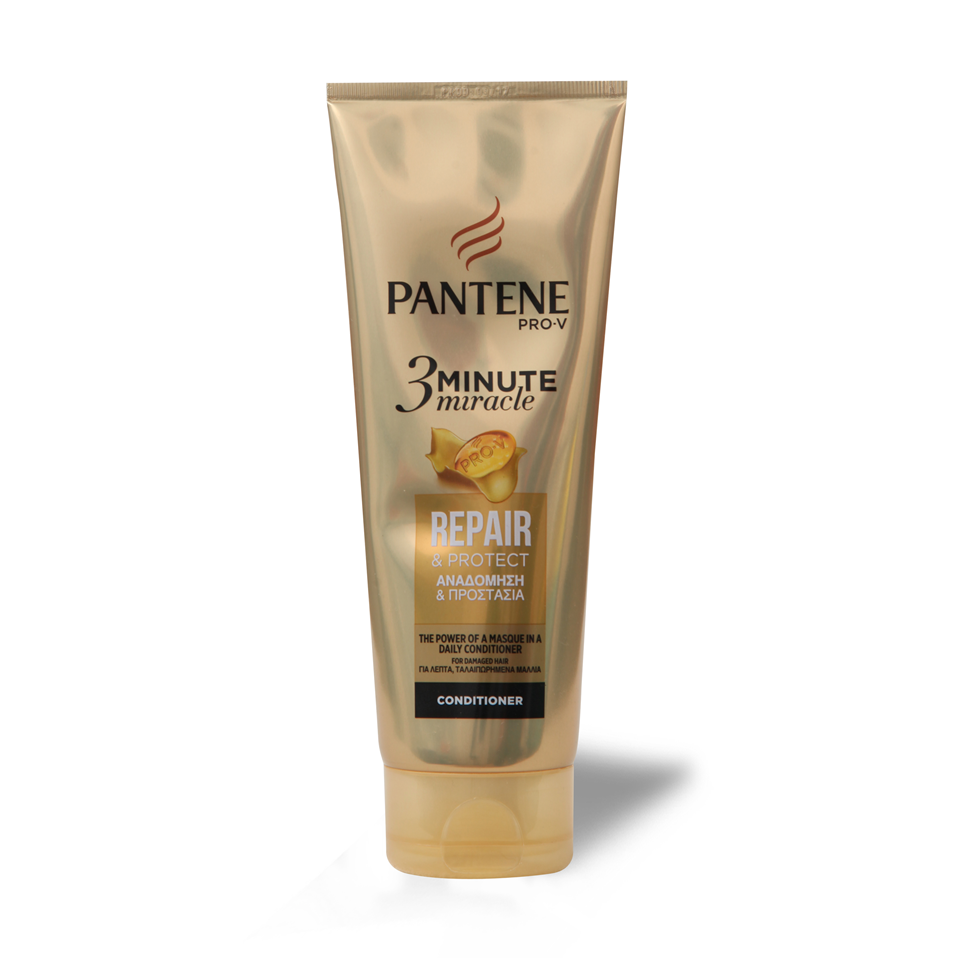 PANTENE
PRO-V
3 MINUTE
miracle
PRO-V
REPAIR
& PROTECT
ΑΝΑΔΟΜΗΣΗ
& ΠΡΟΣΤΑΣΙΑ
THE POWER OF A MASQUE IN A
DAILY CONDITIONER
FOR DAMAGED HAIR
ΓΙΑ ΛΕΠΤΑ, ΤΑΛΑΙΠΩΡΗΜΕΝΑ ΜΑΛΛΙΑ
CONDITIONER